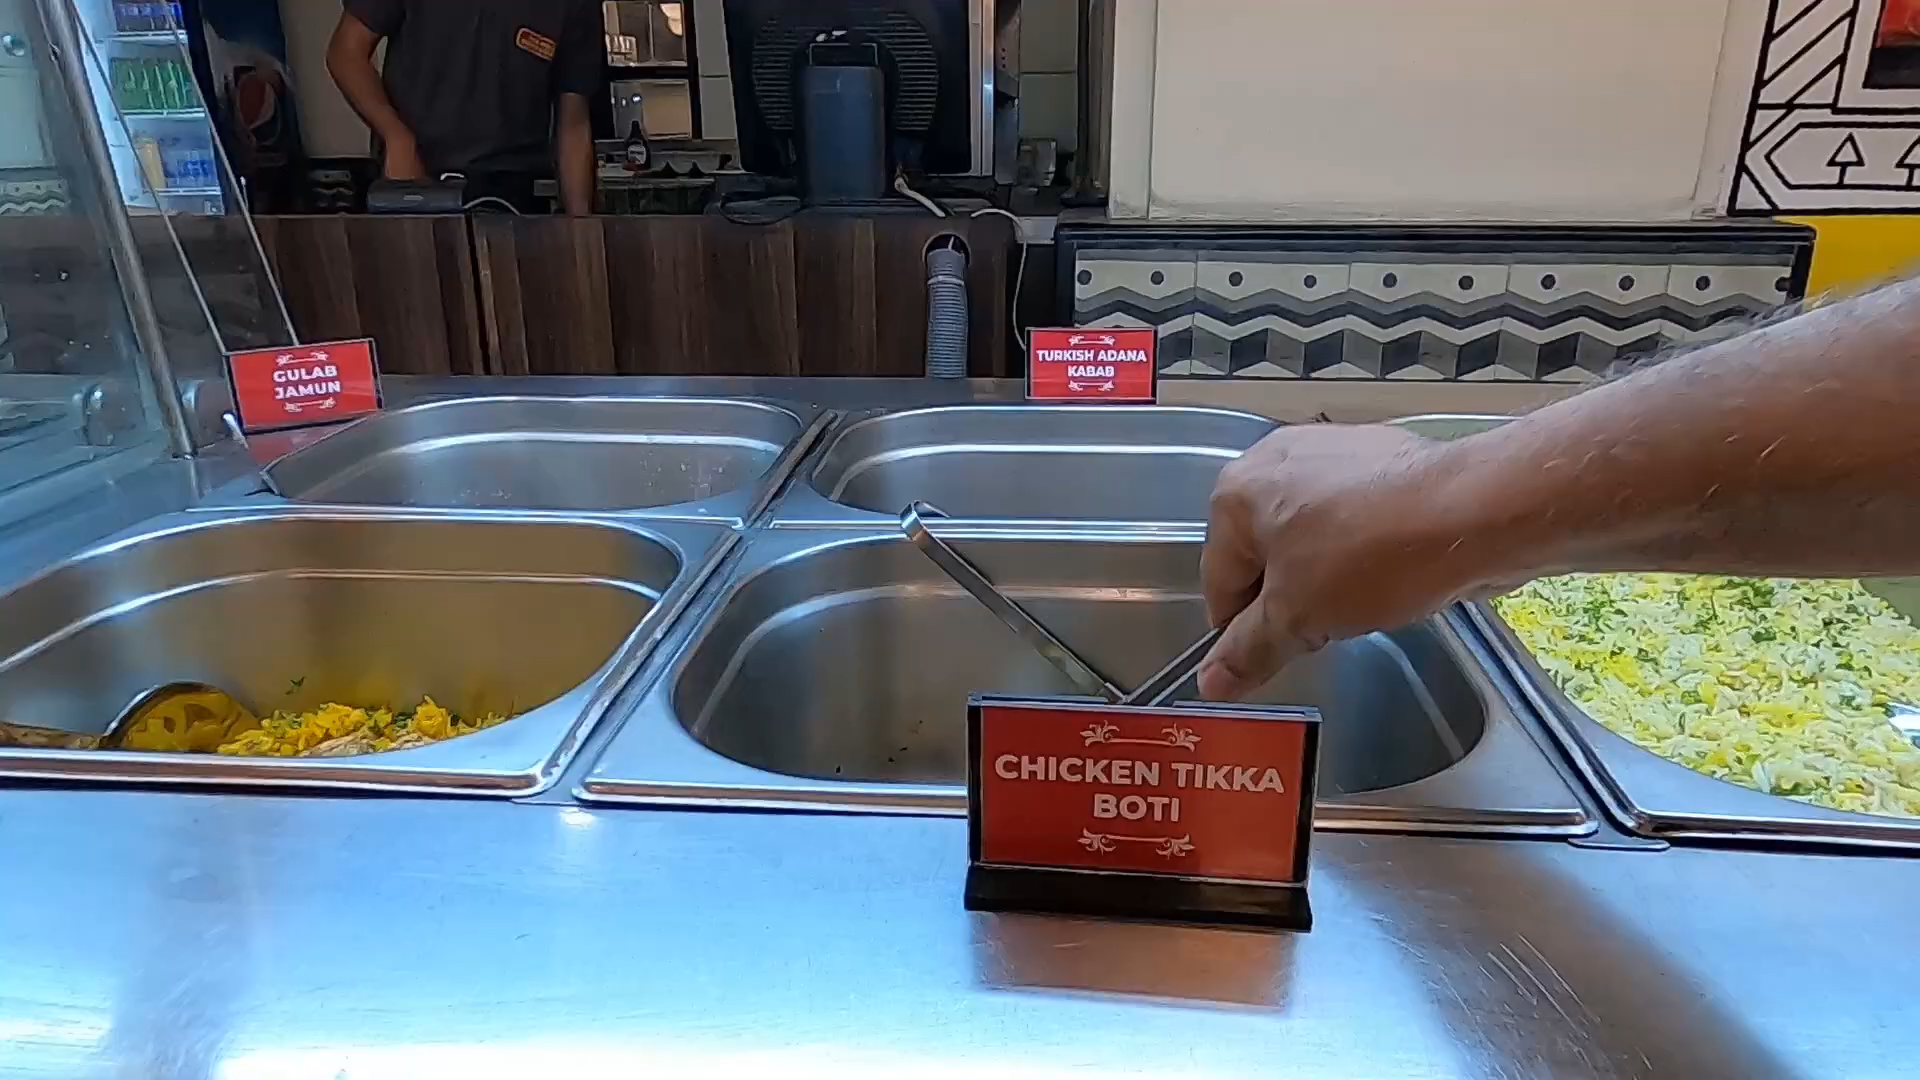 GULAB
JAMUN
TURKISH ADANA
KABAB
CHICKEN TIKKA
BOTI